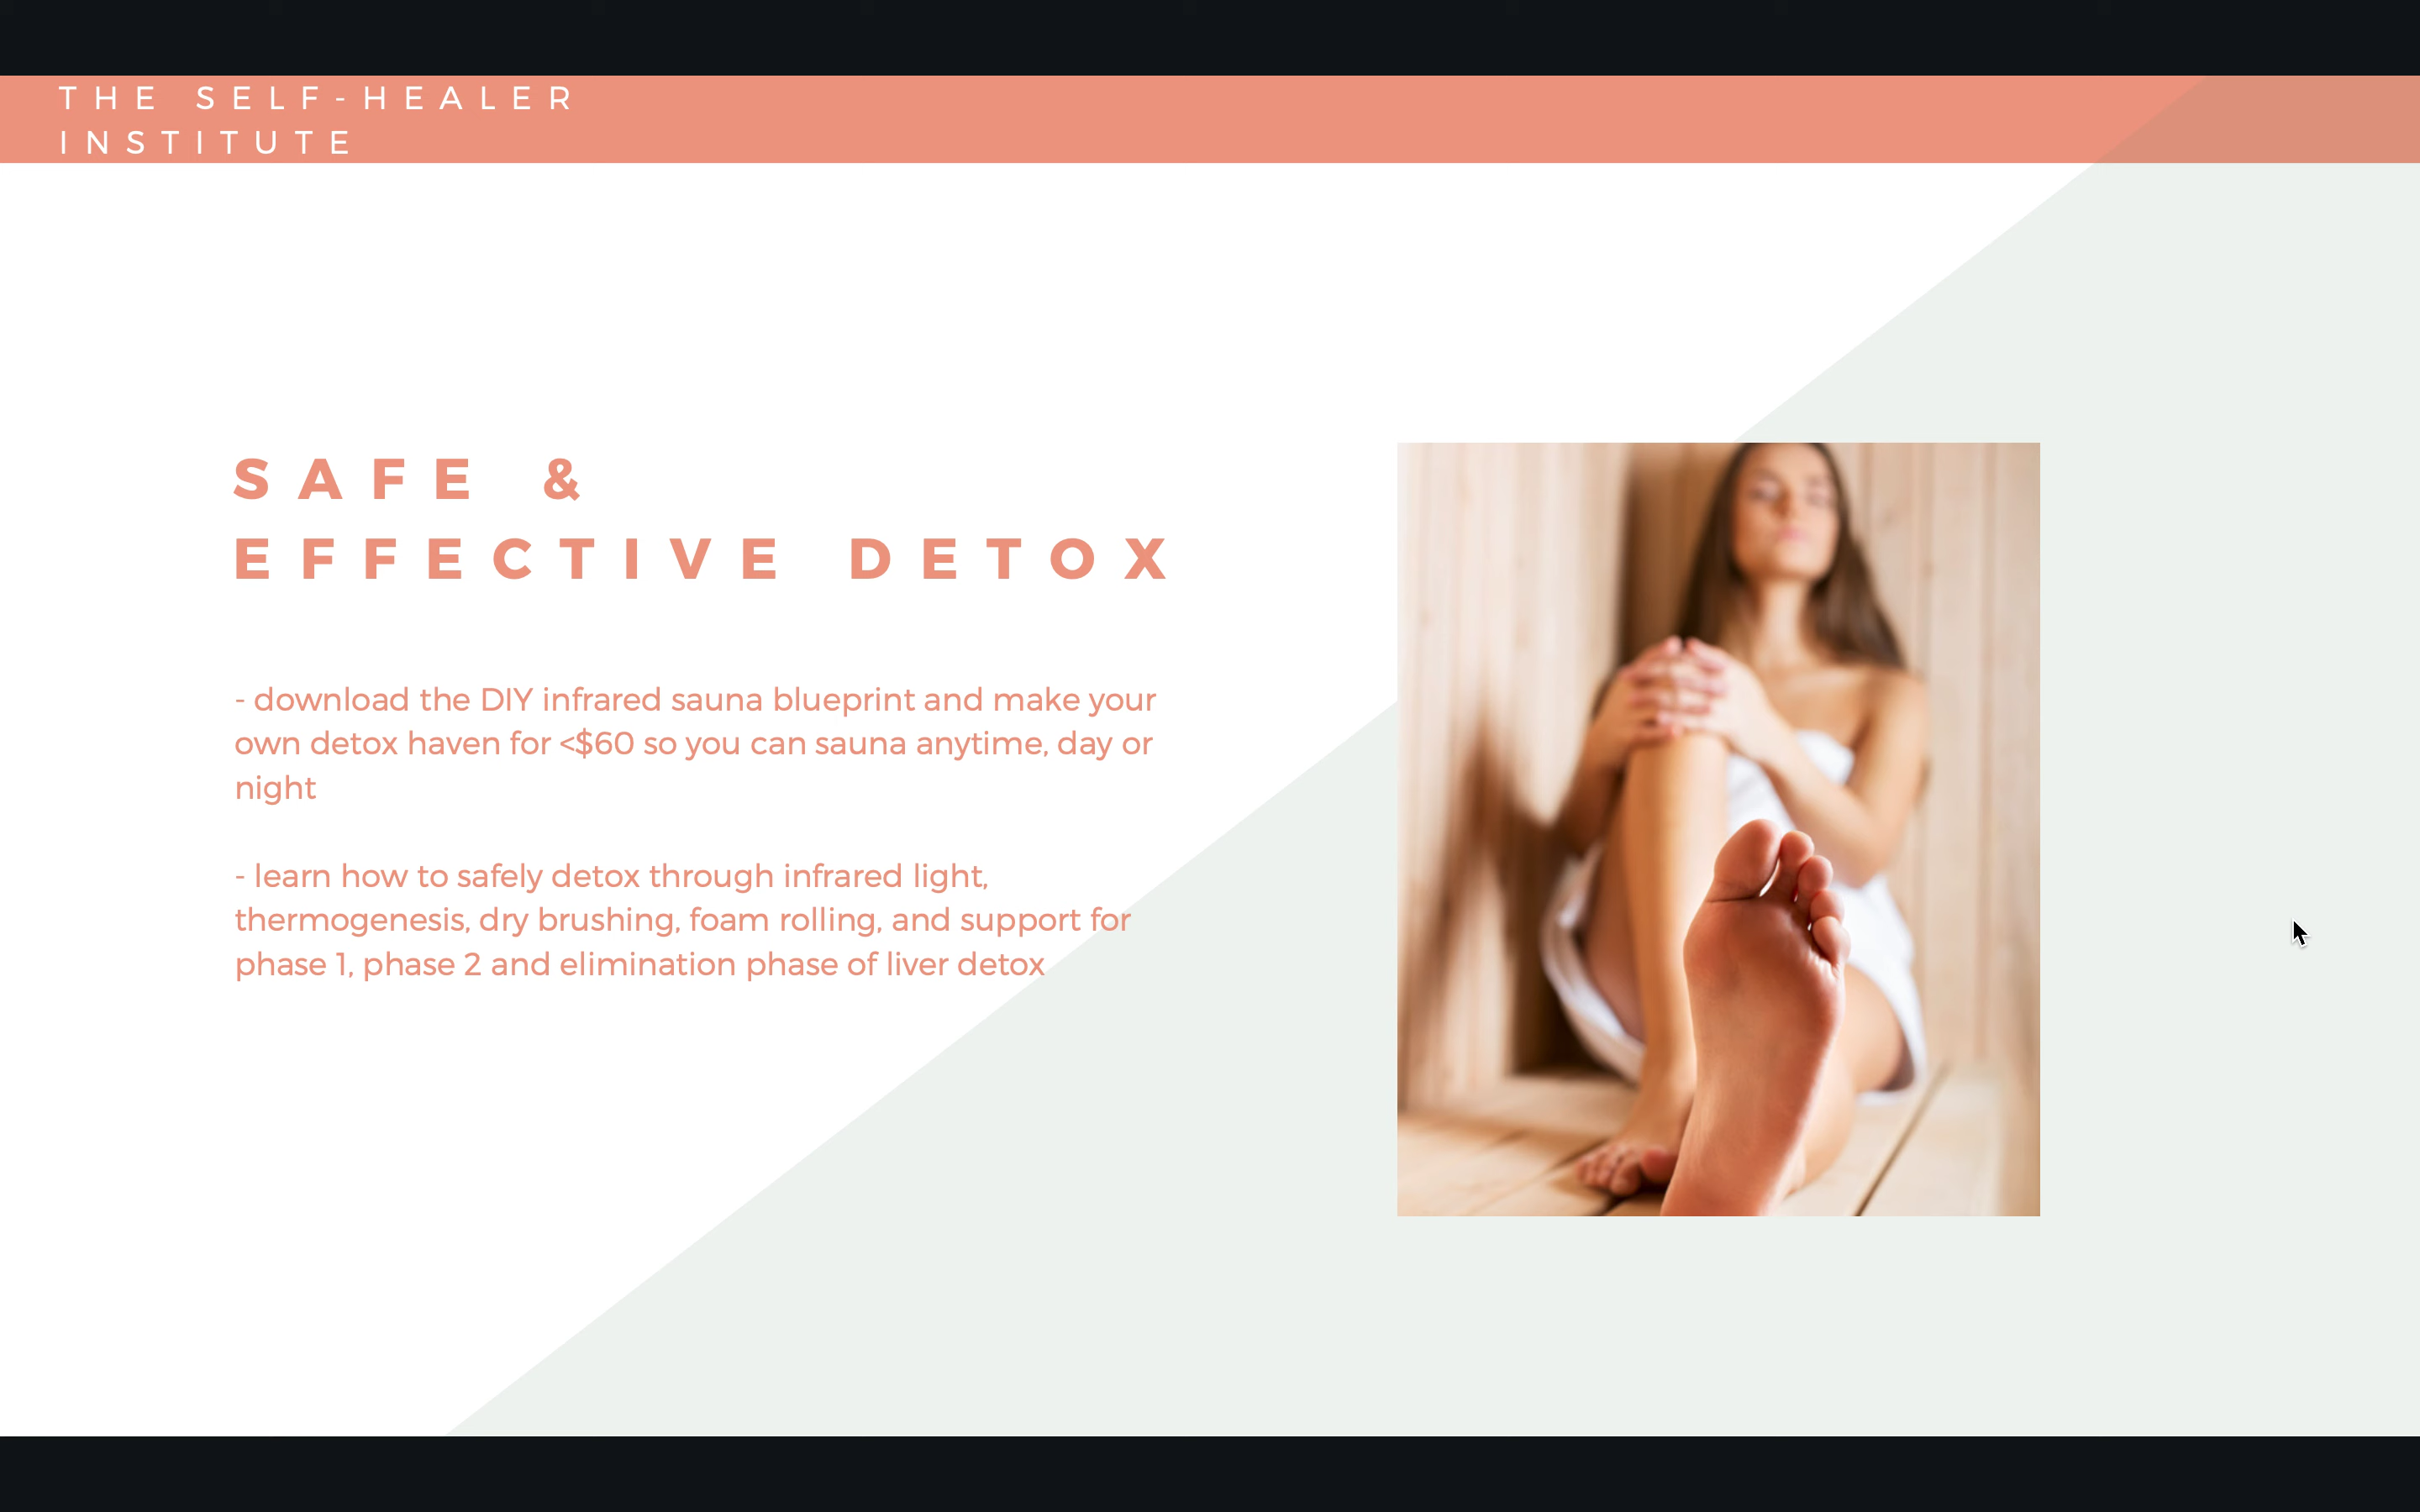 THE SELF-HEALER
INSTITUTE
SAFE &
EFFECTIVE DETOX
- download the DIY infrared sauna blueprint and make your
own detox haven for <$60 so you can sauna anytime, day or
night
- learn how to safely detox through infrared light,
thermogenesis, dry brushing, foam rolling, and support for
phase 1, phase 2 and elimination phase of liver detox